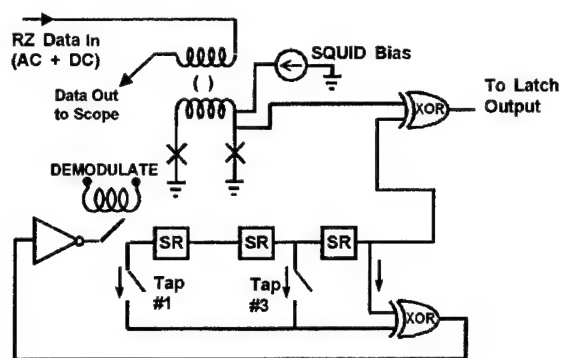 RZ Data In
(AC + DC)
SQUID Bias
( )
Data Out
to Scope
XOR
To Latch
Output
DEMODULATE
SR
SR
SR
Tap
#1
Tap
#3
XOR